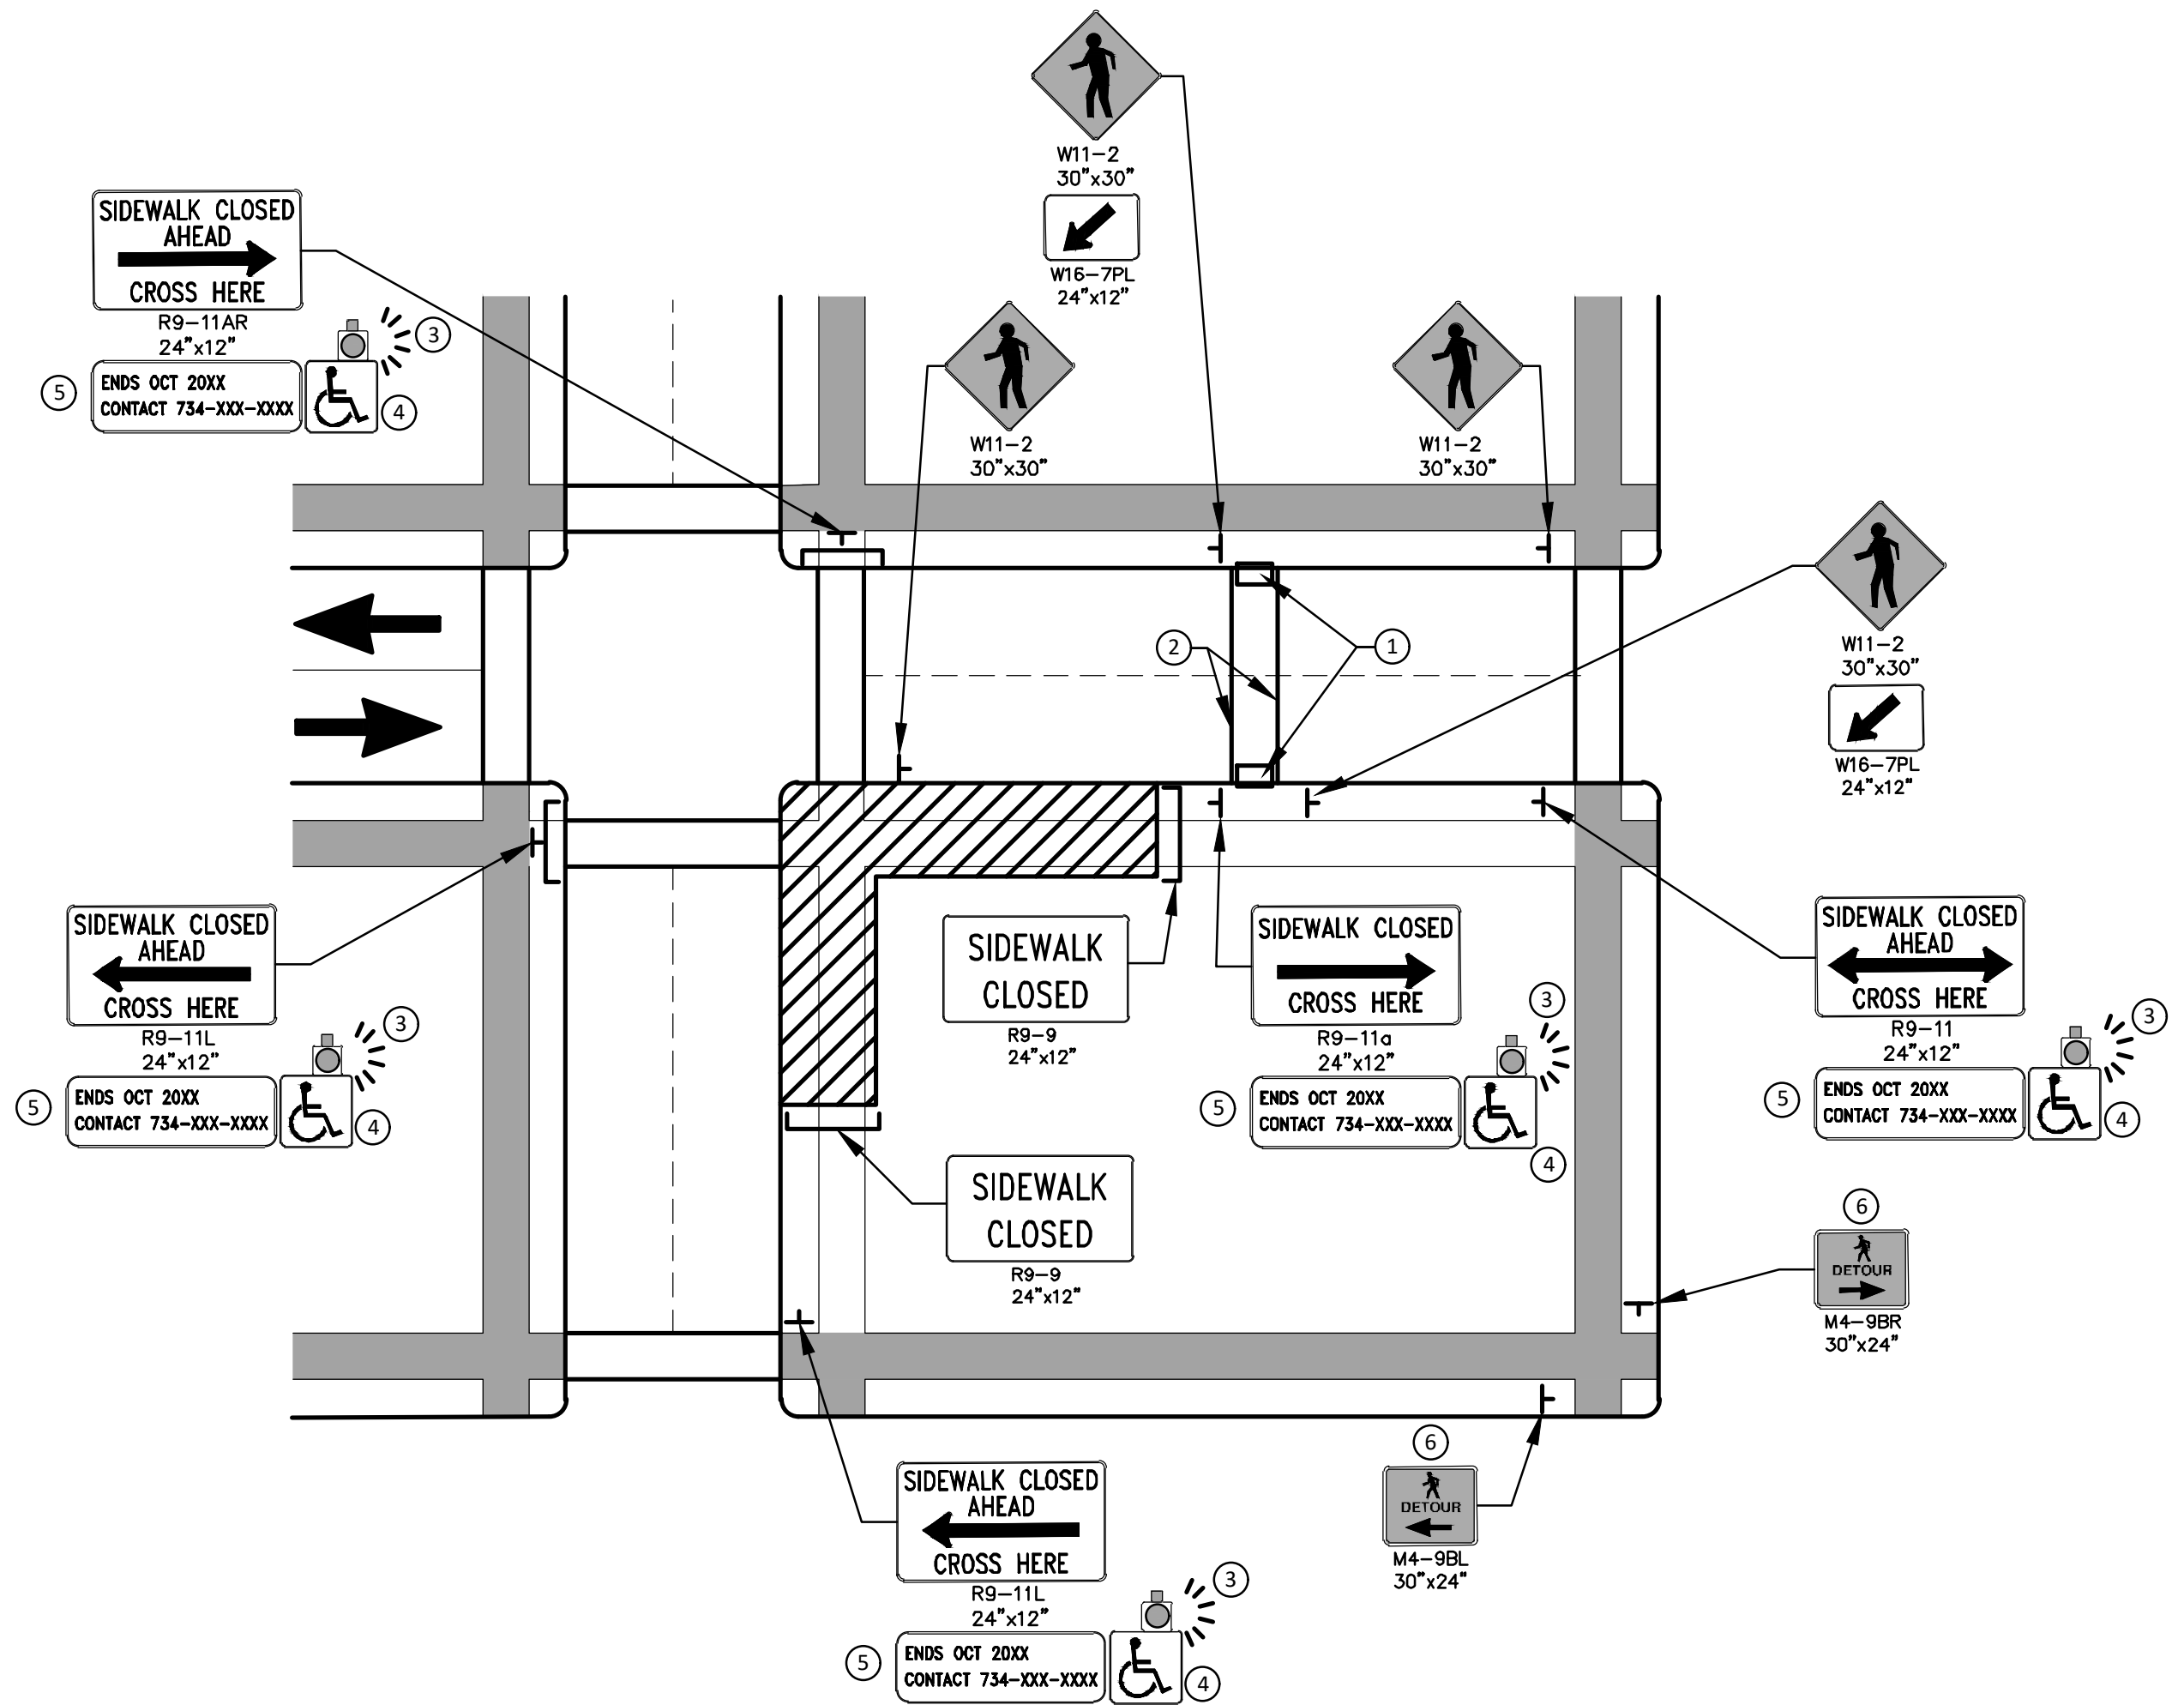 W11-2
30"x30"
W16-7PL
24"x12"
SIDEWALK CLOSED
AHEAD
CROSS HERE
R9-11AR
24"x12"
3
5
ENDS OCT 20XX
CONTACT 734-XXX-XXXX
4
W11-2
30"x30"
W11-2
30"x30"
W11-2
30"x30"
W16-7PL
24"x12"
2
1
SIDEWALK CLOSED
AHEAD
CROSS HERE
R9-11L
24"x12"
3
5
ENDS OCT 20XX
CONTACT 734-XXX-XXXX
4
SIDEWALK
CLOSED
R9-9
24"x12"
SIDEWALK CLOSED
CROSS HERE
R9-11a
24"x12"
3
5
ENDS OCT 20XX
CONTACT 734-XXX-XXXX
4
SIDEWALK CLOSED
AHEAD
CROSS HERE
R9-11
24"x12"
3
5
ENDS OCT 20XX
CONTACT 734-XXX-XXXX
4
SIDEWALK
CLOSED
R9-9
24"x12"
6
DETOUR
M4-9BR
30"x24"
6
DETOUR
M4-9BL
30"x24"
SIDEWALK CLOSED
AHEAD
CROSS HERE
R9-11L
24"x12"
3
5
ENDS OCT 20XX
CONTACT 734-XXX-XXXX
4